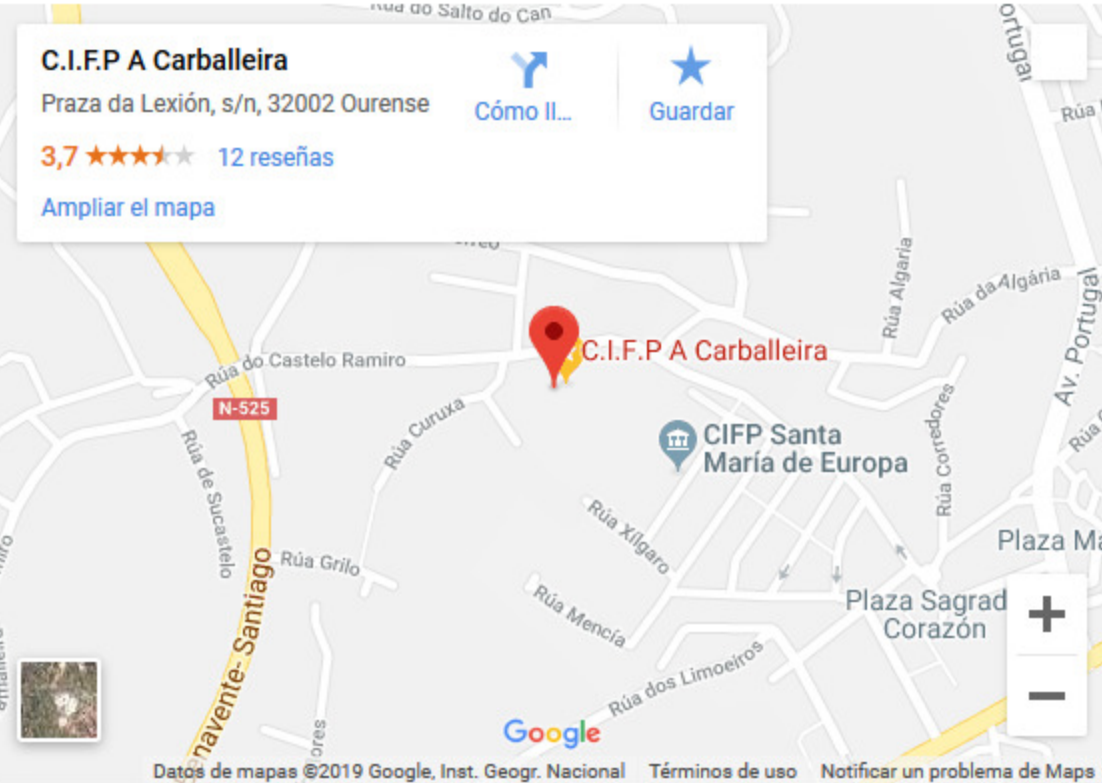 Rúa do Salto do Can
C.I.F.P A Carballeira
Praza da Lexión, s/n, 32002 Ourense
3,7
12 reseñas
Ampliar el mapa
Cómo ll...
Guardar
Rúa
Rúa Algaria
Rúa da Algária
Av. Portugal
Rúa do Castelo Ramiro
C.I.F.P A Carballeira
N-525
Rúa Curuxa
CIFP Santa
María de Europa
Rúa Corredores
Rúa
Rúa de Sucastelo
Rúa Xílgaro
Plaza
Rúa Grilo
Rúa Mencía
Plaza Sagrad
Corazón
Rúa dos Limoeiros
enavente- Santiago
+
−
Google
Datos de mapas ©2019 Google, Inst. Geogr. Nacional
Términos de uso
Notificar un problema de Maps